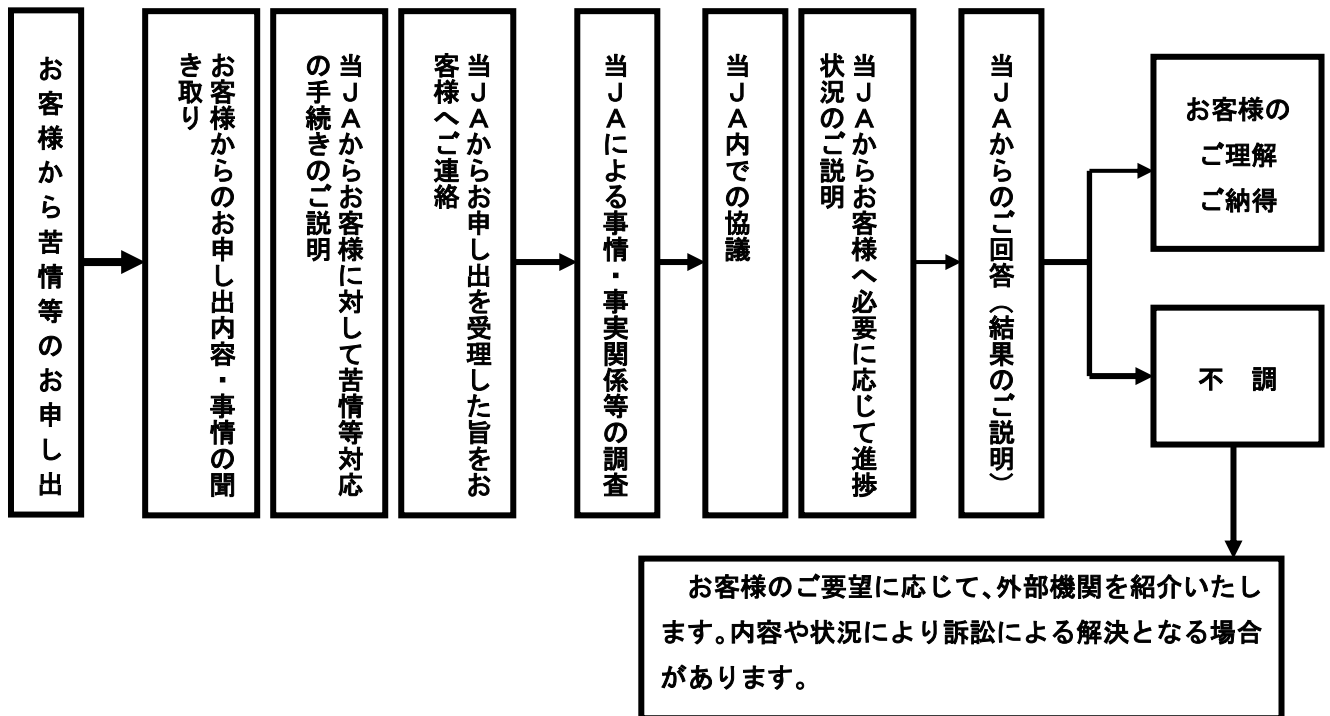 お客様から苦情等のお申し出
お客様からのお申し出内容・事情の聞
き取り
当ＪＡからお客様に対して苦情等対応
の手続きのご説明
当ＪＡからお申し出を受理した旨をお
客様へご連絡
当ＪＡによる事情・事実関係等の調査
当ＪＡ内での協議
当ＪＡからお客様へ必要に応じて進捗
状況のご説明
当ＪＡからのご回答（結果のご説明）
お客様の
ご理解
ご納得
不　調
お客様のご要望に応じて、外部機関を紹介いたし
ます。内容や状況により訴訟による解決となる場合
があります。